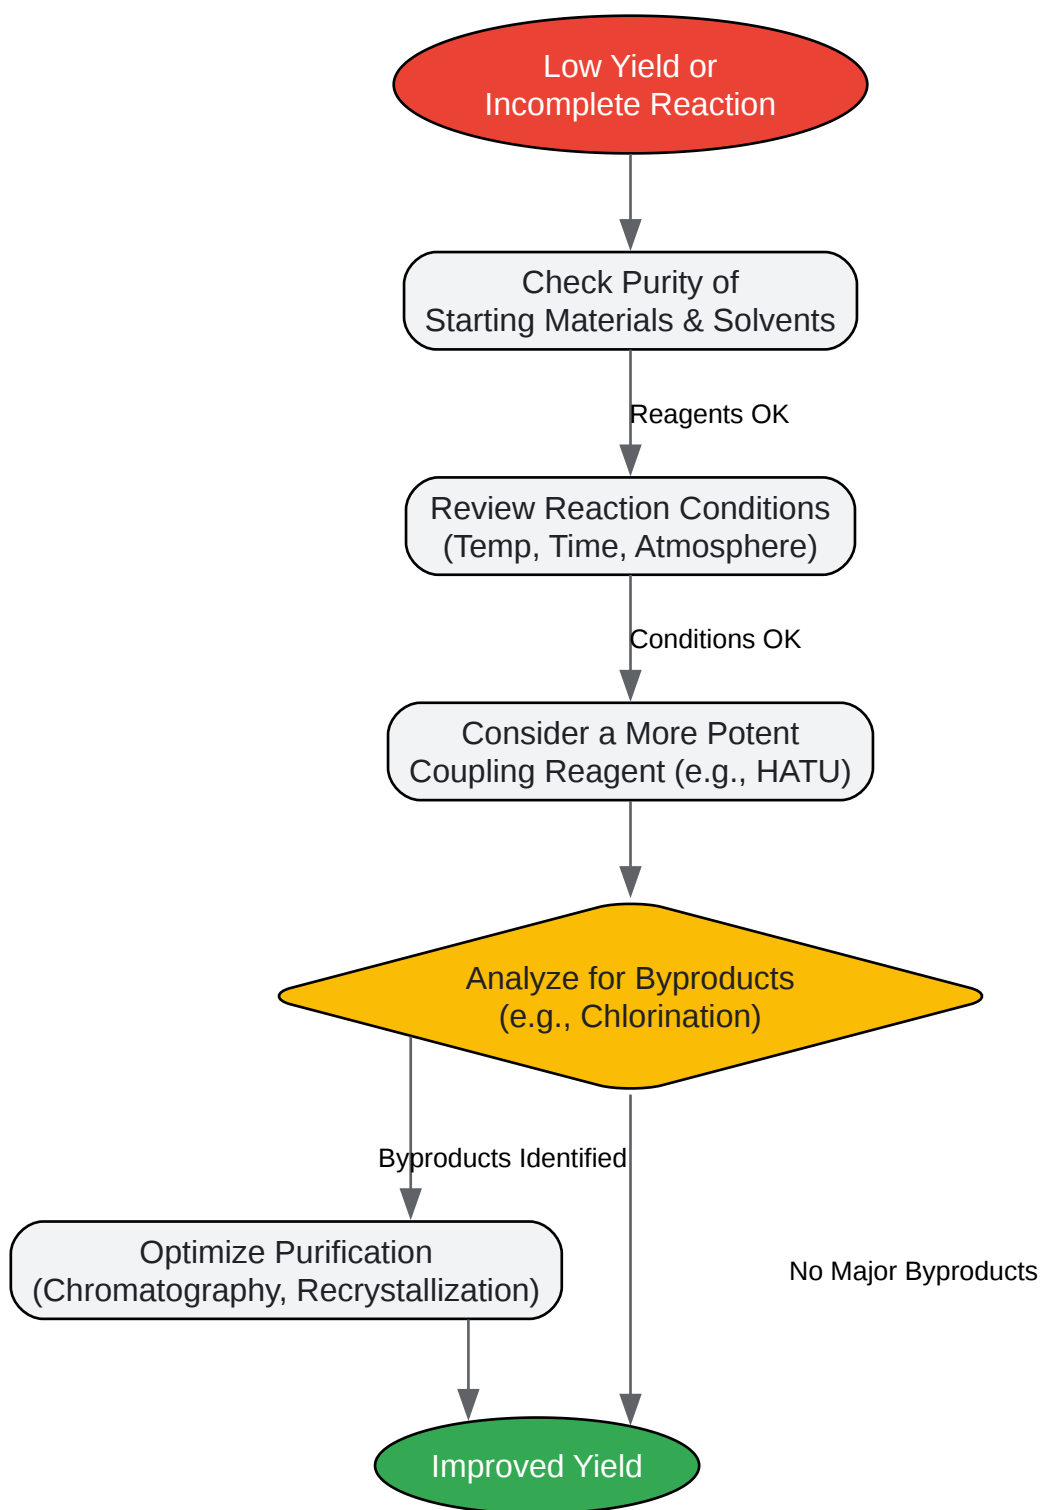 Low Yield or
Incomplete Reaction
Check Purity of
Starting Materials & Solvents
Reagents OK
Review Reaction Conditions
(Temp, Time, Atmosphere)
Conditions OK
Consider a More Potent
Coupling Reagent (e.g., HATU)
Analyze for Byproducts
(e.g., Chlorination)
Byproducts Identified
Optimize Purification
(Chromatography, Recrystallization)
No Major Byproducts
Improved Yield